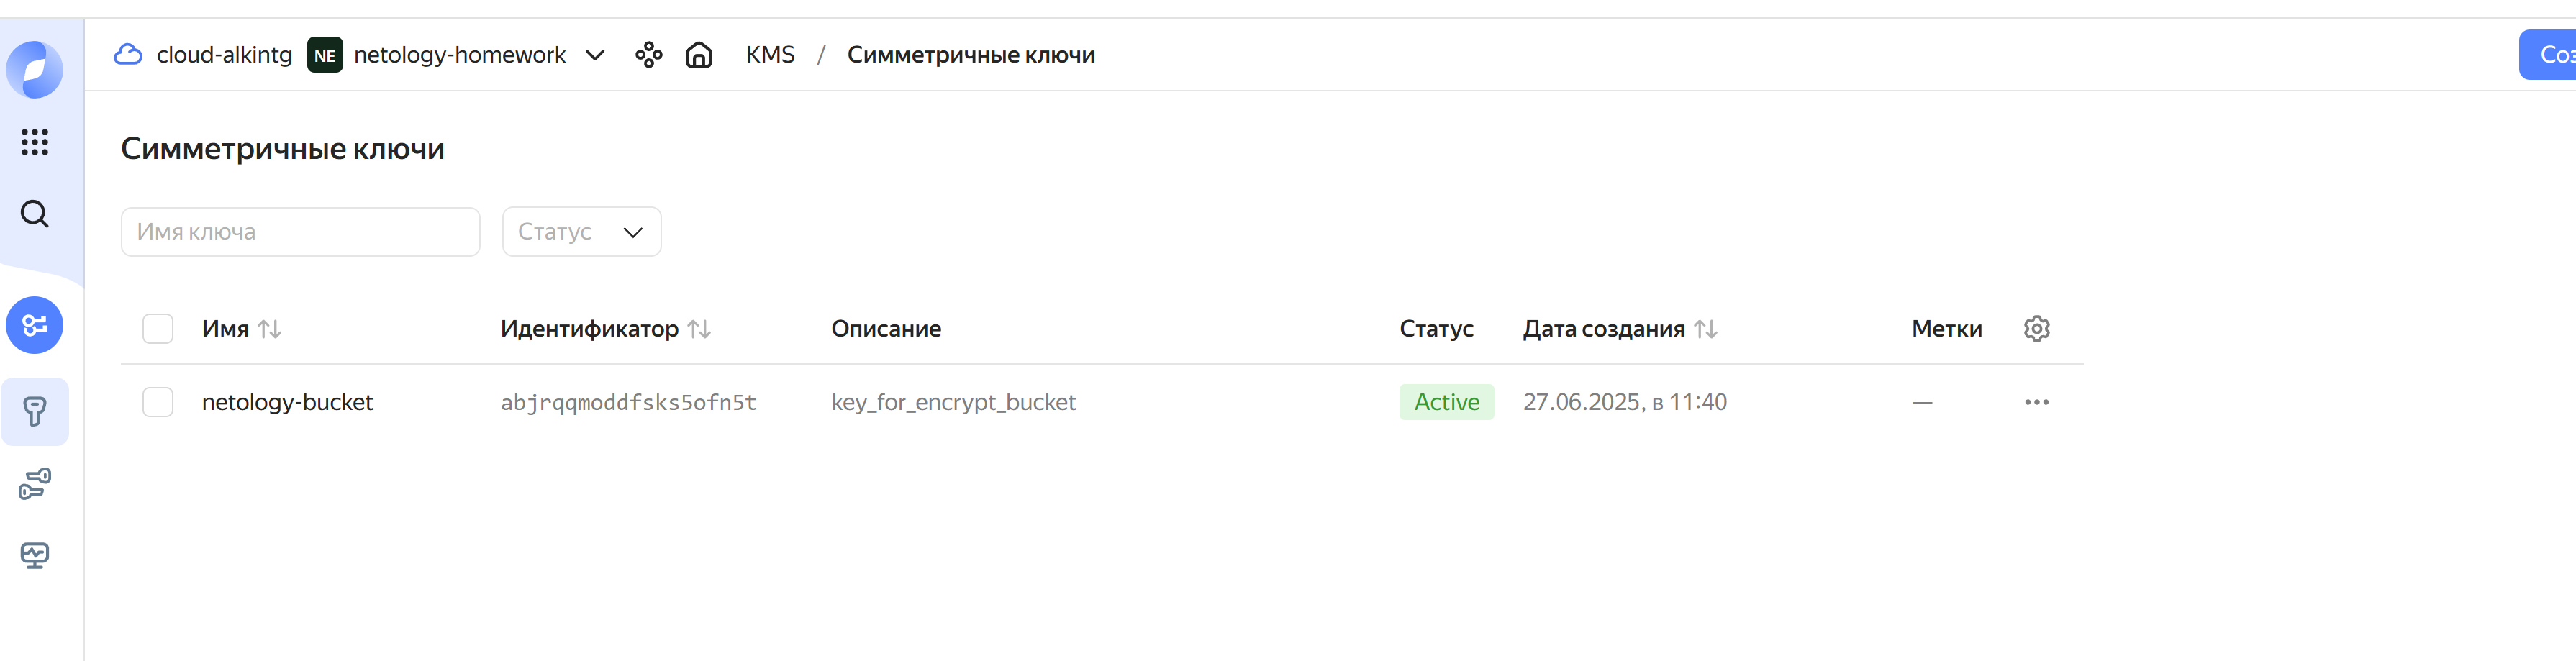 cloud-alkintg NE netology-homework KMS / Симметричные ключи
Симметричные ключи
Имя ключа Статус
Имя Идентификатор Описание Статус Дата создания Метки
netology-bucket abjrqqmoddfsks5ofn5t key_for_encrypt_bucket Active 27.06.2025, в 11:40 —